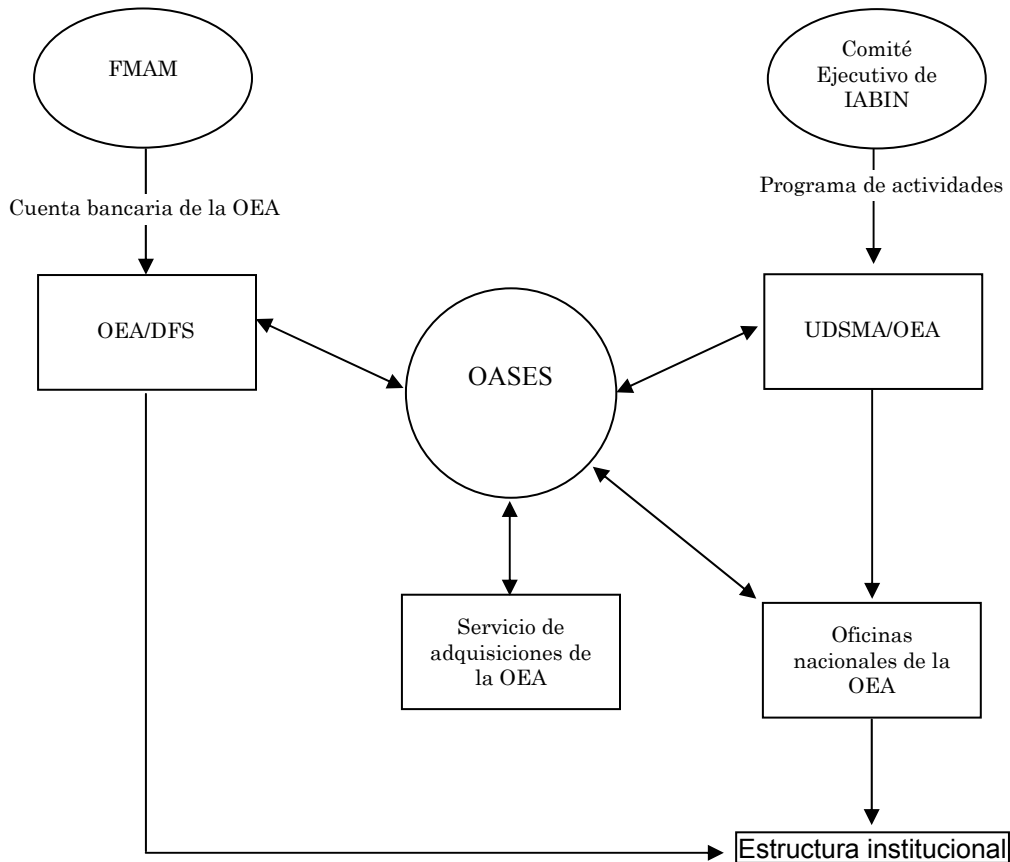 FMAM
Comité
Ejecutivo de
IABIN
Cuenta bancaria de la OEA
Programa de actividades
OEA/DFS
OASES
UDSMA/OEA
Servicio de
adquisiciones de
la OEA
Oficinas
nacionales de la
OEA
Estructura institucional